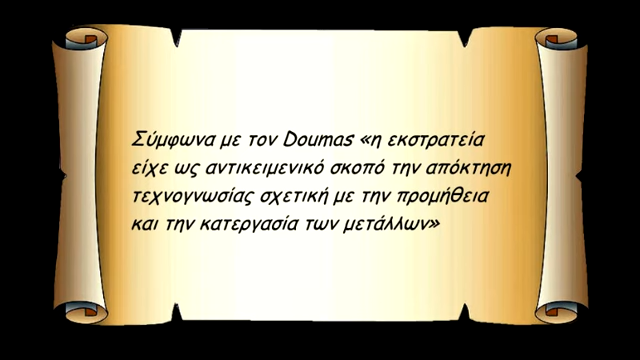 Σύμφωνα με τον Doumas «η εκστρατεία
είχε ως αντικειμενικό σκοπό την απόκτηση
τεχνογνωσίας σχετική με την προμήθεια
και την κατεργασία των μετάλλων»